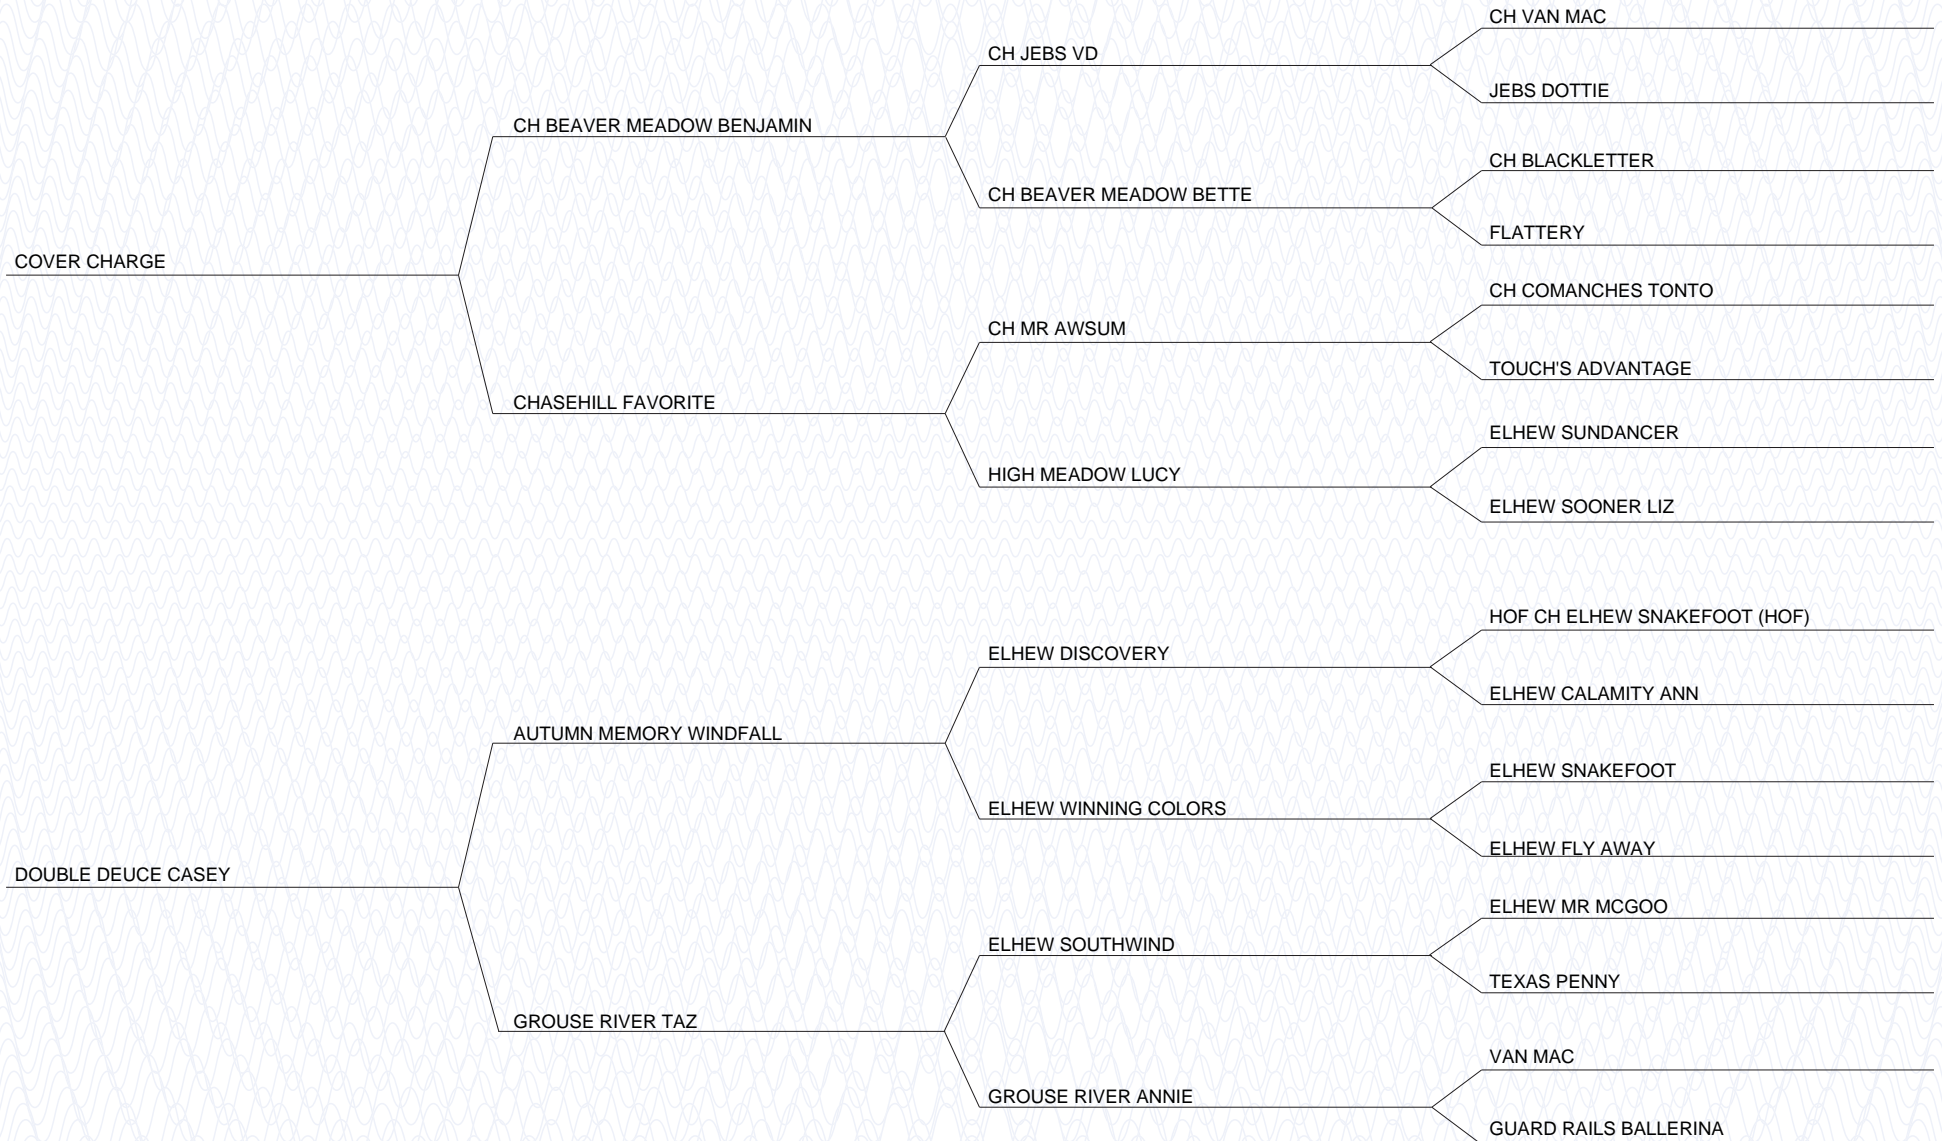 CH VAN MAC
CH JEBS VD
JEBS DOTTIE
CH BEAVER MEADOW BENJAMIN
CH BLACKLETTER
CH BEAVER MEADOW BETTE
FLATTERY
COVER CHARGE
CH COMANCHES TONTO
CH MR AWSUM
TOUCH'S ADVANTAGE
CHASEHILL FAVORITE
ELHEW SUNDANCER
HIGH MEADOW LUCY
ELHEW SOONER LIZ
HOF CH ELHEW SNAKEFOOT (HOF)
ELHEW DISCOVERY
ELHEW CALAMITY ANN
AUTUMN MEMORY WINDFALL
ELHEW SNAKEFOOT
ELHEW WINNING COLORS
ELHEW FLY AWAY
DOUBLE DEUCE CASEY
ELHEW MR MCGOO
ELHEW SOUTHWIND
TEXAS PENNY
GROUSE RIVER TAZ
VAN MAC
GROUSE RIVER ANNIE
GUARD RAILS BALLERINA